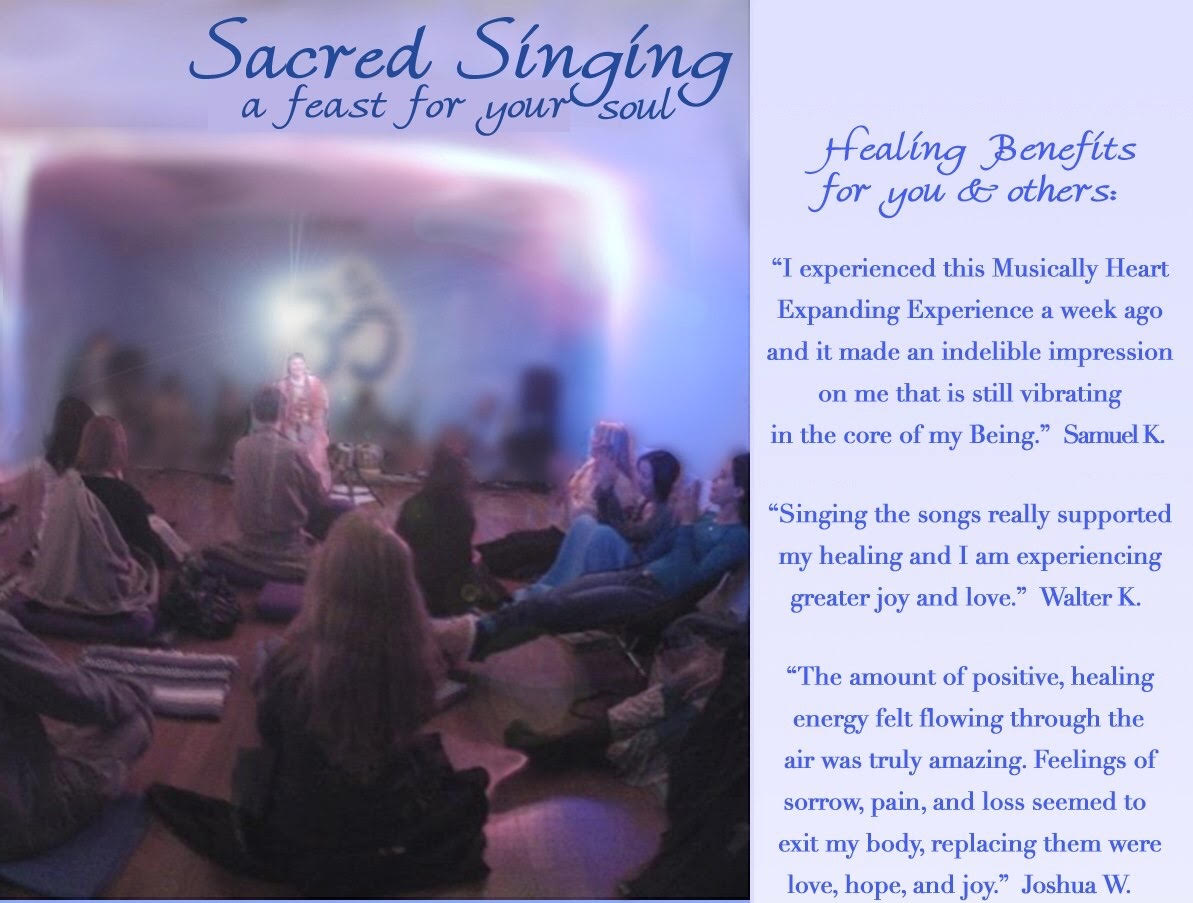 Sacred Singing
a feast for your soul
ॐ
Healing Benefits
for you & others:
“I experienced this Musically Heart
Expanding Experience a week ago
and it made an indelible impression
on me that is still vibrating
in the core of my Being.” Samuel K.
“Singing the songs really supported
my healing and I am experiencing
greater joy and love.” Walter K.
“The amount of positive, healing
energy felt flowing through the
air was truly amazing. Feelings of
sorrow, pain, and loss seemed to
exit my body, replacing them were
love, hope, and joy.” Joshua W.